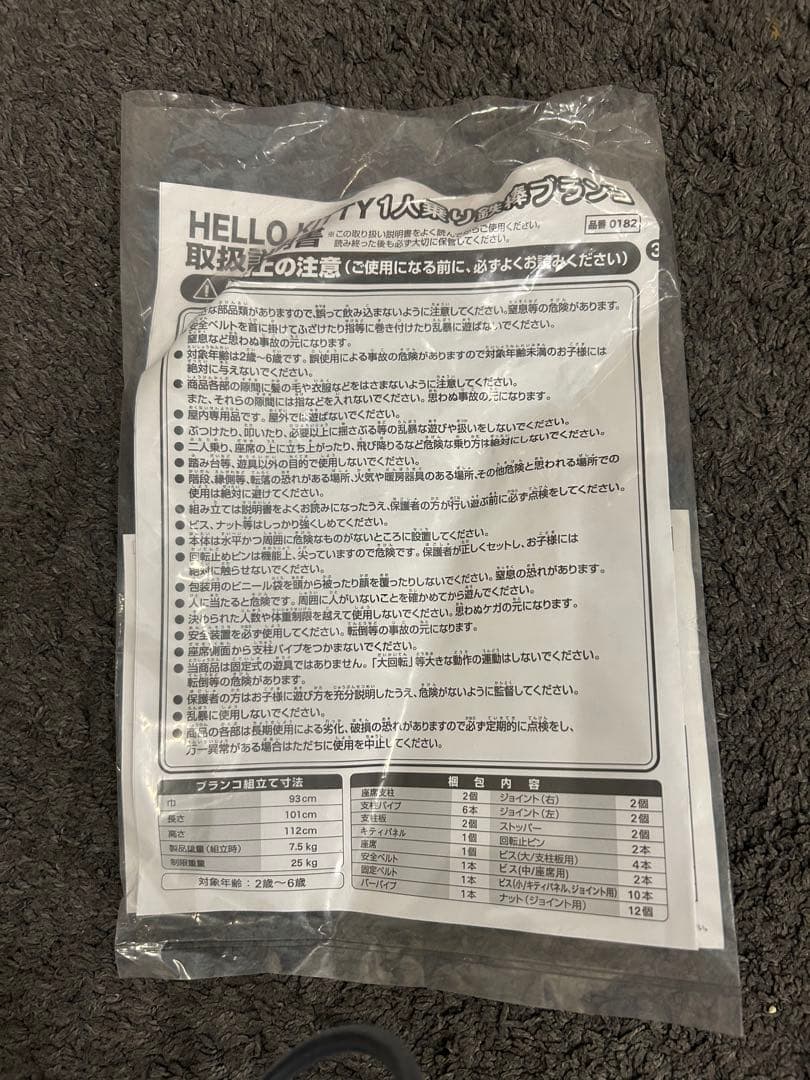 HELLO KITTY 1人乗り鉄棒ブランコ
※この取り扱い説明書をよく読んでからご使用ください。
読み終った後も必ず大切に保管してください。
品番 0182
取扱上の注意(ご使用になる前に、必ずよくお読みください)
な部品類がありますので、誤って飲み込まないように注意してください。窒息等の危険があります。
安全ベルトを首に掛けてふざけたり指等に巻き付けたり乱暴に遊ばないでください。
窒息など思わぬ事故の元になります。
● 対象年齢は2歳〜6歳です。誤使用による事故の危険がありますので対象年齢未満のお子様には
絶対に与えないでください。
● 商品各部の隙間に髪の毛や衣服などをはさまないように注意してください。
また、それらの隙間には指などを入れないでください。思わぬ事故の元になります。
● 屋内専用品です。屋外では遊ばないでください。
● ぶつけたり、叩いたり、必要以上に揺さぶる等の乱暴な遊びや扱いをしないでください。
● 二人乗り、座席の上に立ち上がったり、飛び降りるなど危険な乗り方は絶対にしないでください。
● 踏み台等、遊具以外の目的で使用しないでください。
● 階段、縁側等、転落の恐れがある場所、火気や暖房器具のある場所、その他危険と思われる場所での
使用は絶対に避けてください。
● 組み立ては説明書をよくお読みになったうえ、保護者の方が行い遊ぶ前に必ず点検をしてください。
● ビス、ナット等はしっかり強くしめてください。
● 本体は水平かつ周囲に危険なものがないところに設置してください。
● 回転止めピンは機能上、尖っていますので危険です。保護者が正しくセットし、お子様には
絶対に触らせないでください。
● 包装用のビニール袋を頭から被ったり顔を覆ったりしないでください。窒息の恐れがあります。
● 人に当たると危険です。周囲に人がいないことを確かめてから遊んでください。
● 決められた人数や体重制限を越えて使用しないでください。思わぬケガの元になります。
● 安全装置を必ず使用してください。転倒等の事故の元になります。
● 座席側面から支柱パイプをつかまないでください。
● 当商品は固定式の遊具ではありません。「大回転」等大きな動作の運動はしないでください。
転倒等の危険があります。
● 保護者の方はお子様に遊び方を充分説明したうえ、危険がないように監督してください。
● 乱暴に使用しないでください。
● 商品の各部は長期使用による劣化、破損の恐れがありますので必ず定期的に点検をし、
万一異常がある場合はただちに使用を中止してください。
ブランコ組立て寸法
巾 93cm
長さ 101cm
高さ 112cm
製品総重量(組立時) 7.5 kg
制限重量 25 kg
対象年齢:2歳〜6歳
梱包内容
座席支柱 2個 ジョイント(右) 2個
支柱パイプ 6本 ジョイント(左) 2個
支柱板 2個 ストッパー 2個
キティパネル 1個 回転止ピン 2本
座席 1個 ビス(大/支柱板用) 4本
安全ベルト 1本 ビス(中/座席用) 2本
固定ベルト 1本 ビス(小/キティパネル、ジョイント用) 10本
バーパイプ 1本 ナット(ジョイント用) 12個